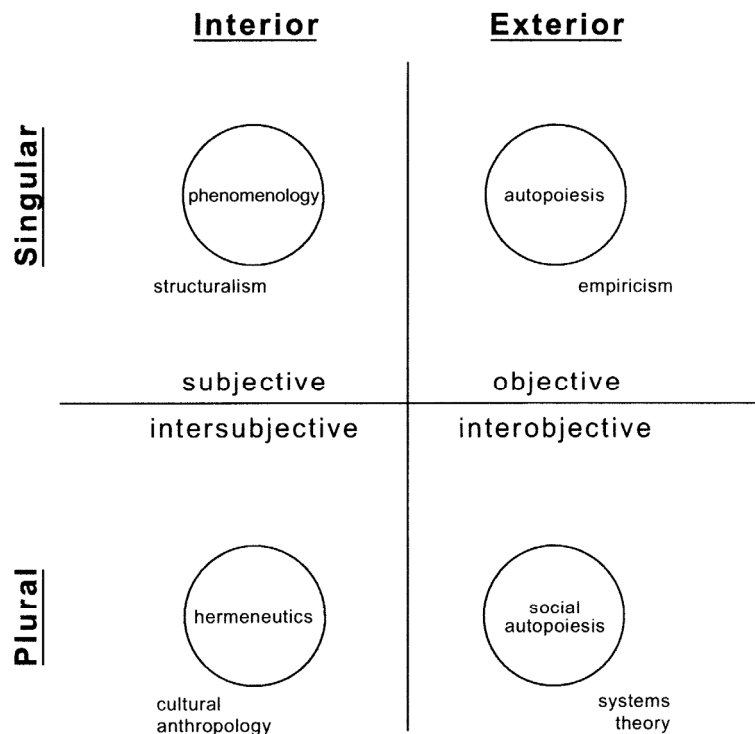 Interior
Exterior
Singular
phenomenology
autopoiesis
structuralism
empiricism
subjective
objective
intersubjective
interobjective
Plural
hermeneutics
social
autopoiesis
cultural
anthropology
systems
theory